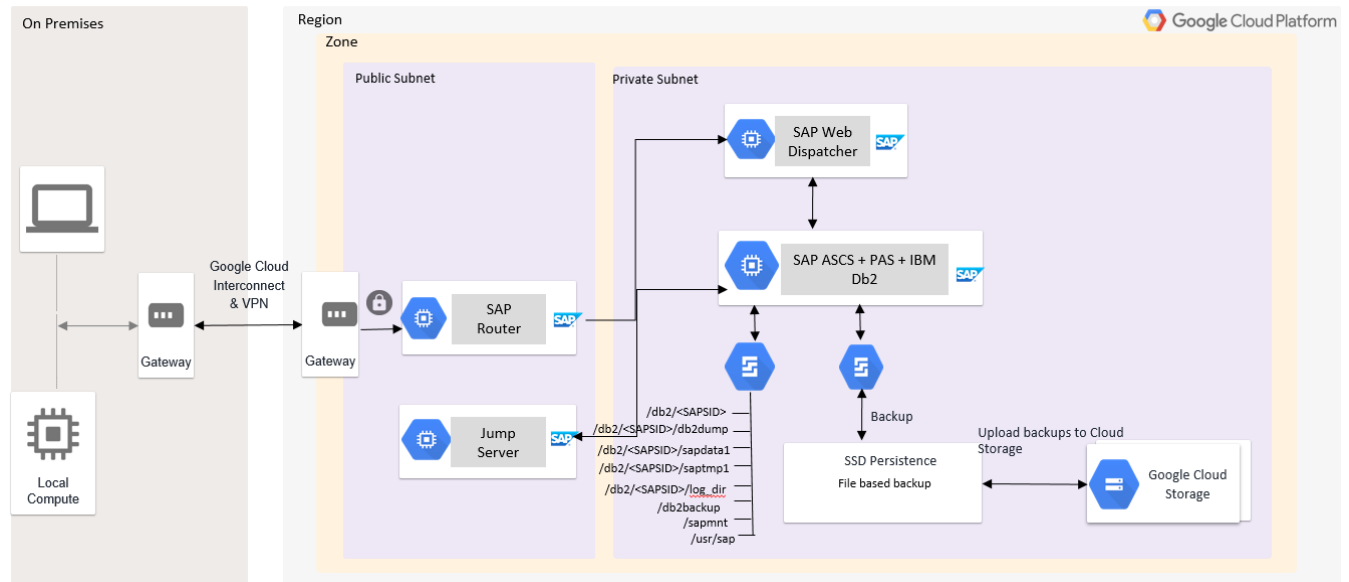 On Premises
Region
Google Cloud Platform
Zone
Public Subnet
Private Subnet
SAP Web
Dispatcher
SAP
Google Cloud
Interconnect
& VPN
SAP ASCS + PAS + IBM
Db2
SAP
Gateway
Gateway
SAP
Router
SAP
Jump
Server
SAP
Local
Compute
/db2/<SAPSID>
/db2/<SAPSID>/db2dump
/db2/<SAPSID>/sapdata1
/db2/<SAPSID>/saptmp1
/db2/<SAPSID>/log_dir
/db2backup
/sapmnt
/usr/sap
Backup
SSD Persistence
File based backup
Upload backups to Cloud
Storage
Google Cloud
Storage